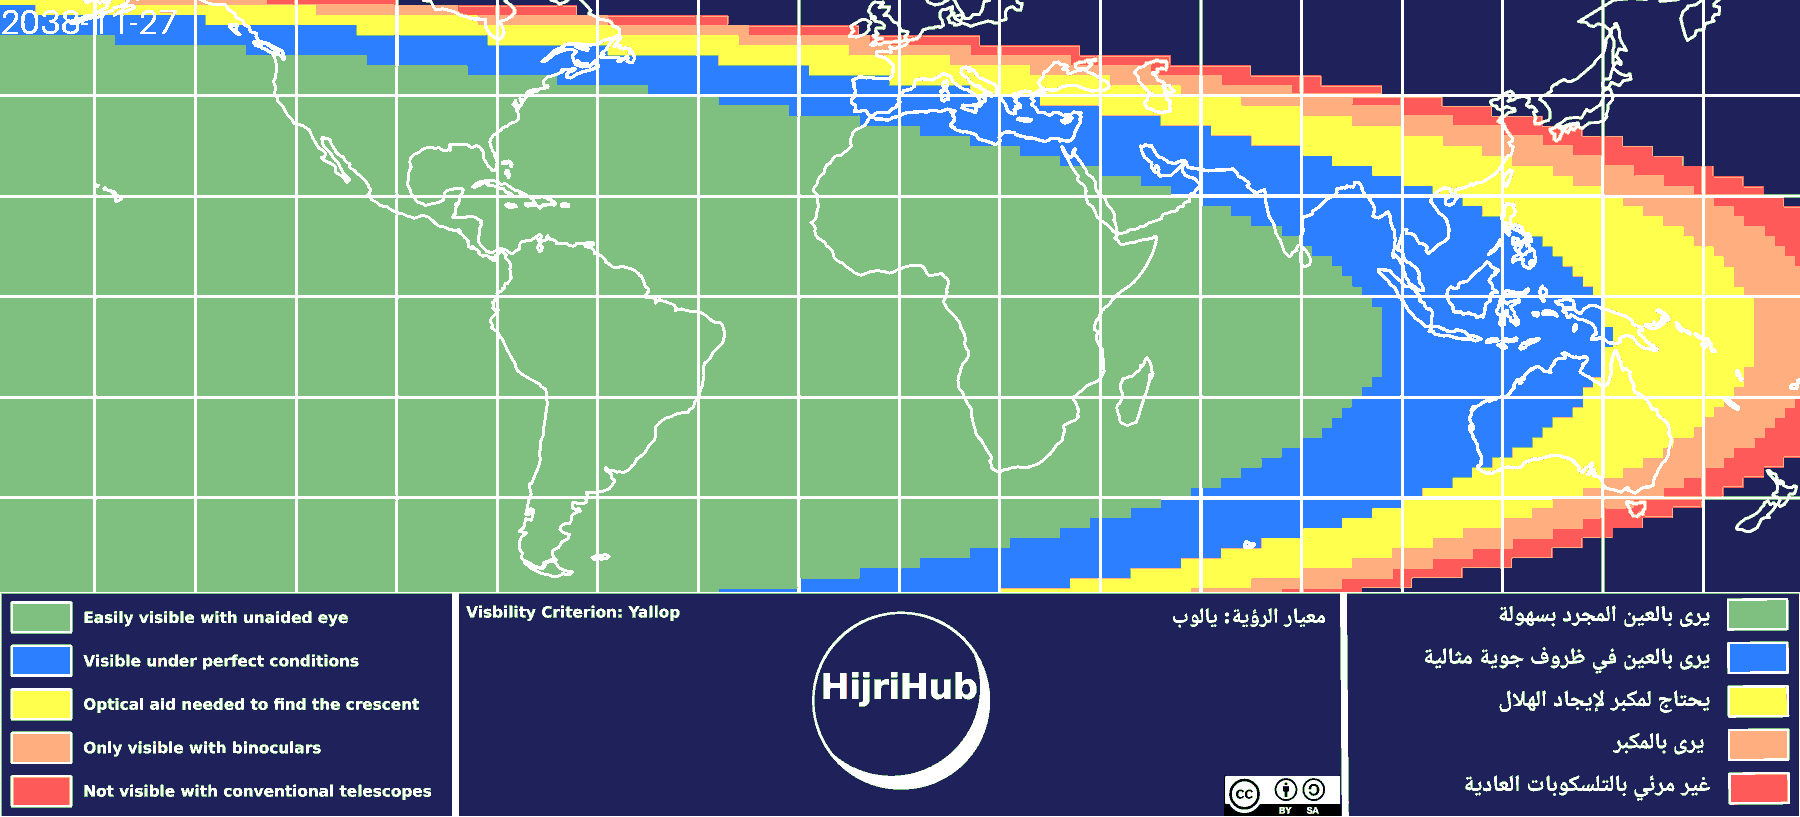 2038-11-27
Easily visible with unaided eye
Visible under perfect conditions
Optical aid needed to find the crescent
Only visible with binoculars
Not visible with conventional telescopes
Visbility Criterion: Yallop
معيار الرؤية: يالوب
HijriHub
cc
BY SA
يرى بالعين المجرد بسهولة
يرى بالعين في ظروف جوية مثالية
يحتاج لمكبر لإيجاد الهلال
يرى بالمكبر
غير مرئي بالتلسكوبات العادية